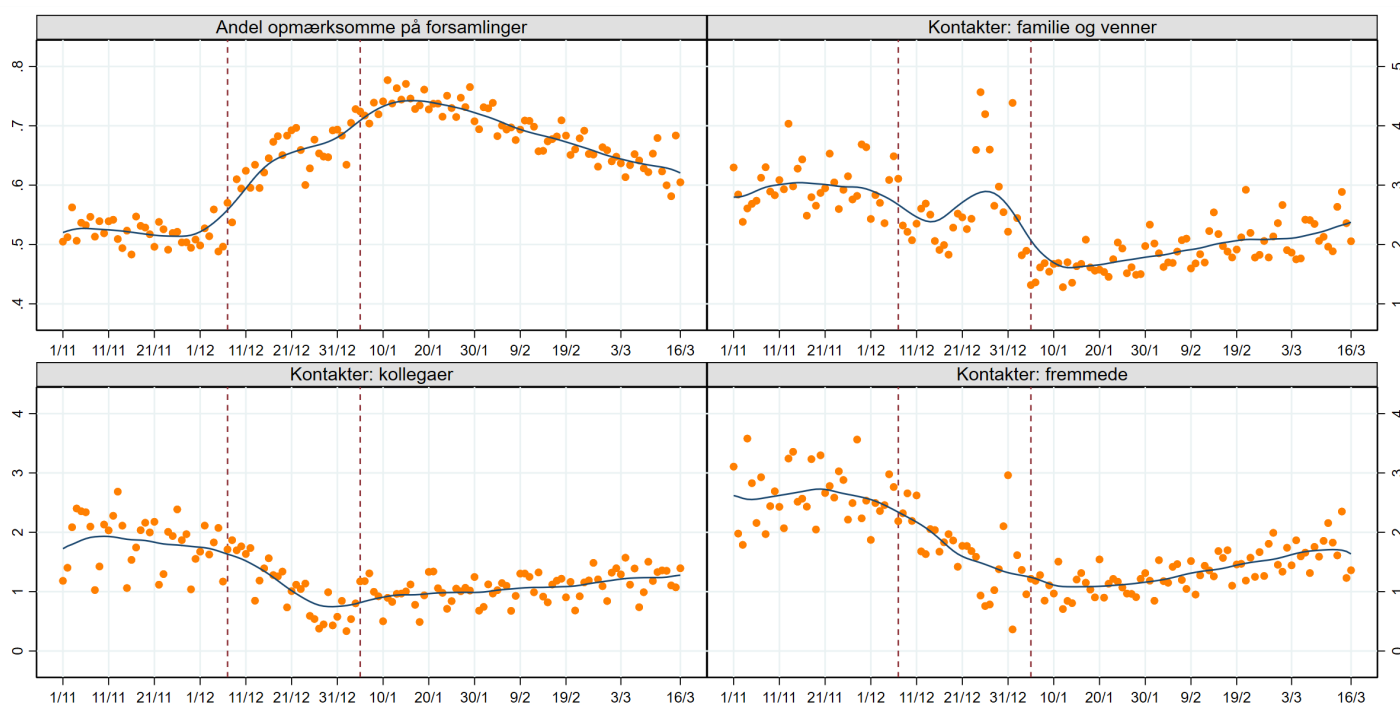 Andel opmærksomme på forsamlinger
Kontakter: familie og venner
.8
.7
.6
.5
.4
5
4
3
2
1
1/11 11/11 21/11 1/12 11/12 21/12 31/12 10/1 20/1 30/1 9/2 19/2 3/3 16/3
1/11 11/11 21/11 1/12 11/12 21/12 31/12 10/1 20/1 30/1 9/2 19/2 3/3 16/3
Kontakter: kollegaer
Kontakter: fremmede
4
3
2
1
0
4
3
2
1
0
1/11 11/11 21/11 1/12 11/12 21/12 31/12 10/1 20/1 30/1 9/2 19/2 3/3 16/3
1/11 11/11 21/11 1/12 11/12 21/12 31/12 10/1 20/1 30/1 9/2 19/2 3/3 16/3